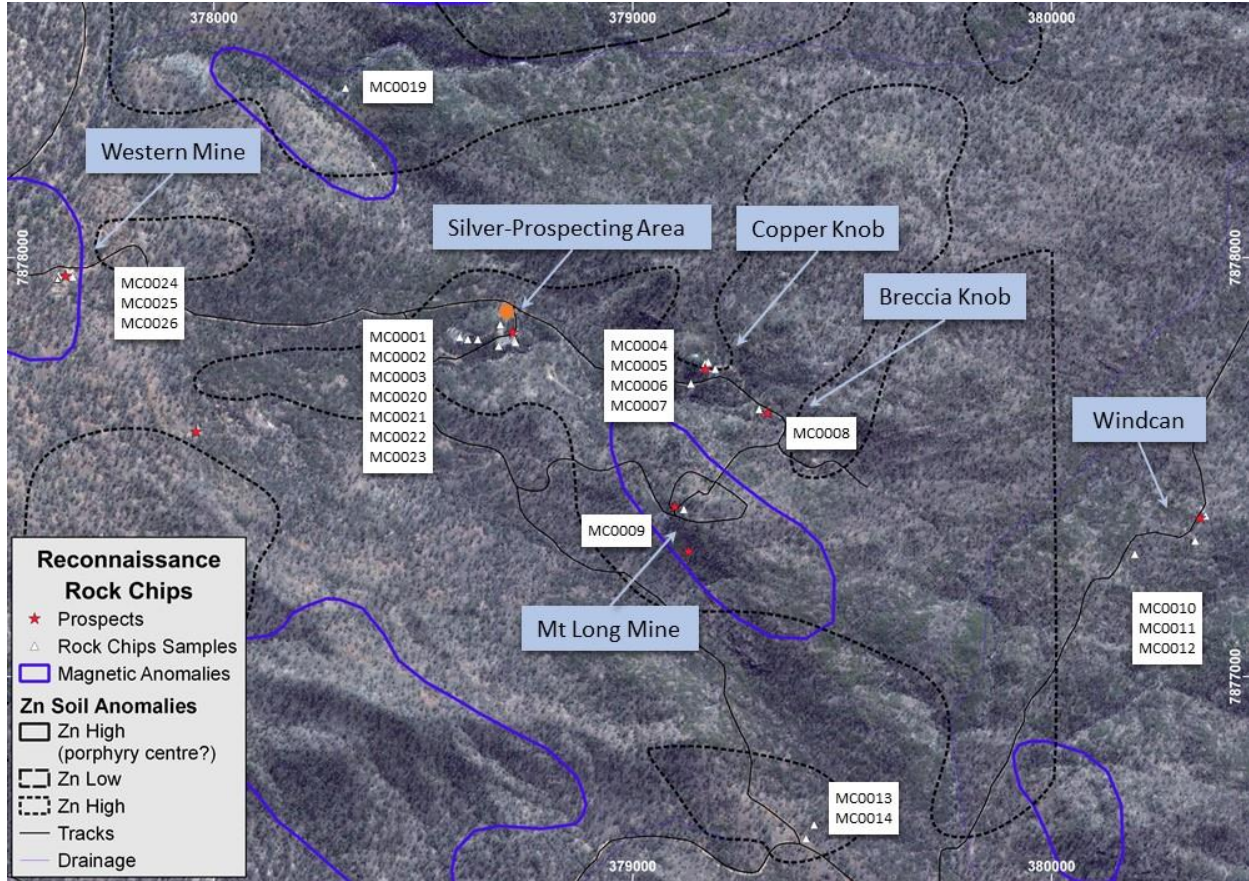 378000
379000
380000
MC0019
Western Mine
Silver-Prospecting Area
Copper Knob
7878000
7878000
Breccia Knob
MC0024
MC0025
MC0026
MC0001
MC0002
MC0003
MC0020
MC0021
MC0022
MC0023
MC0004
MC0005
MC0006
MC0007
MC0008
Windcan
MC0009
Mt Long Mine
MC0010
MC0011
MC0012
7877000
MC0013
MC0014
Reconnaissance
Rock Chips
Prospects
Rock Chips Samples
Magnetic Anomalies
Zn Soil Anomalies
Zn High
(porphyry centre?)
Zn Low
Zn High
Tracks
Drainage
379000
380000